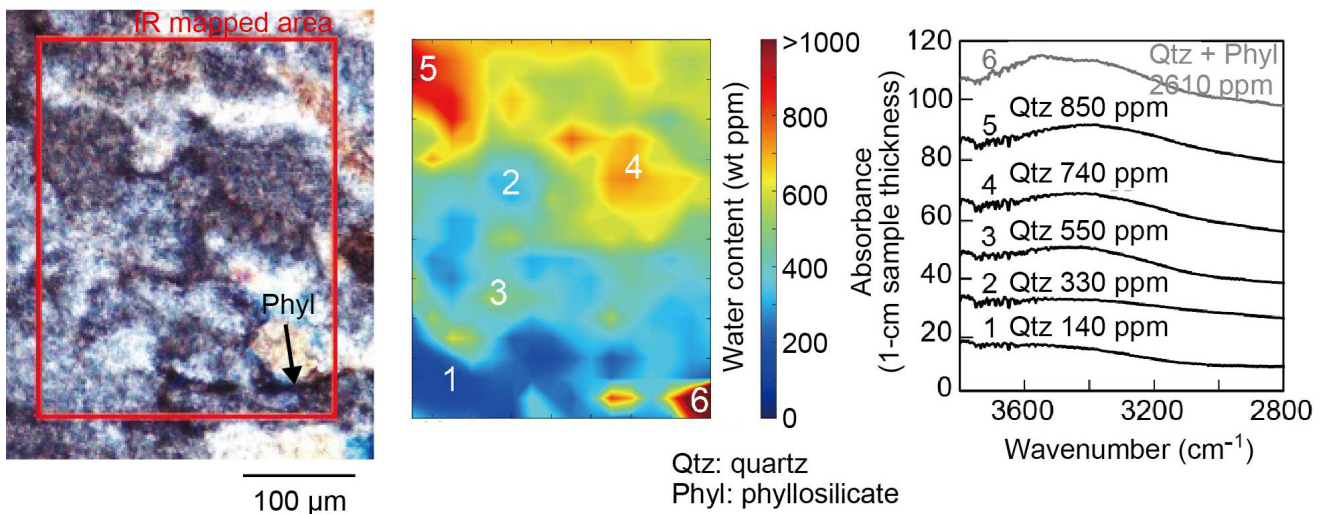 IR mapped area
Phyl
100 µm
5
2
4
3
1
6
>1000
800
600
400
200
0
Water content (wt ppm)
Absorbance
(1-cm sample thickness)
120
100
80
60
40
20
0
6 Qtz + Phyl
2610 ppm
5 Qtz 850 ppm
4 Qtz 740 ppm
3 Qtz 550 ppm
2 Qtz 330 ppm
1 Qtz 140 ppm
3600 3200 2800
Wavenumber (cm⁻¹)
Qtz: quartz
Phyl: phyllosilicate